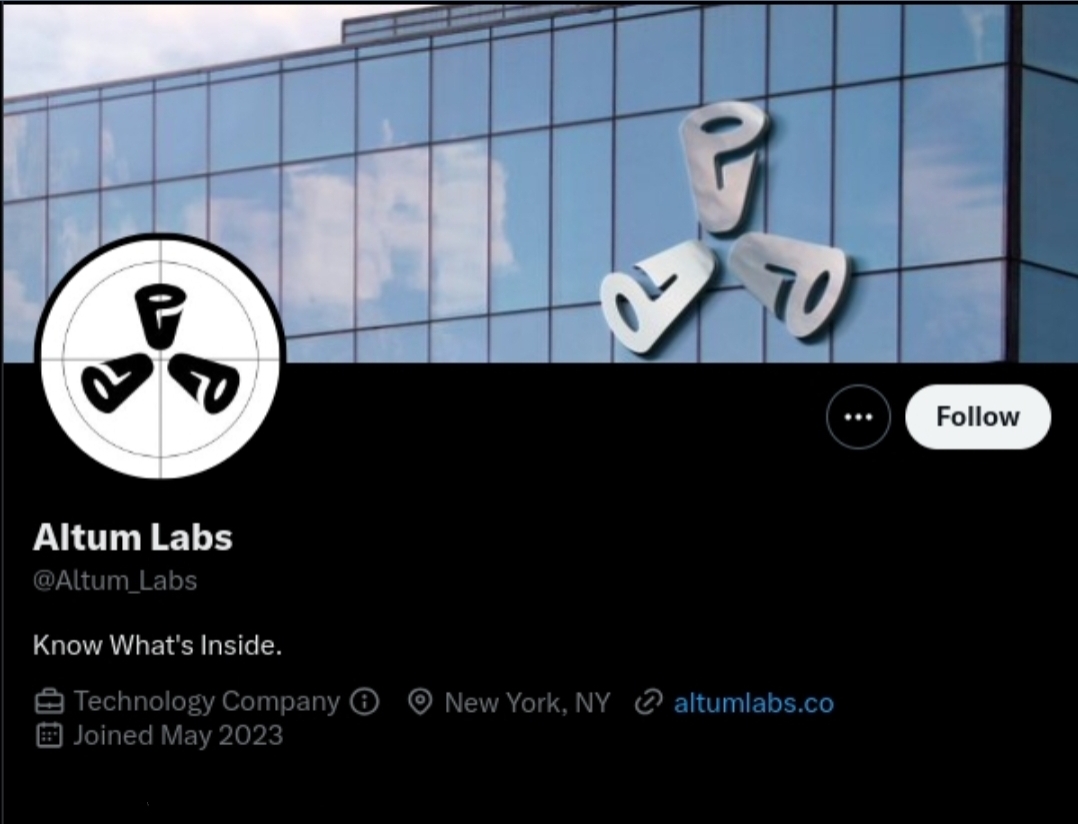 Follow
Altum Labs
@Altum_Labs
Know What's Inside.
Technology Company New York, NY altumlabs.co
Joined May 2023